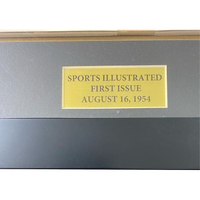 SPORTS ILLUSTRATED
FIRST ISSUE
AUGUST 16, 1954